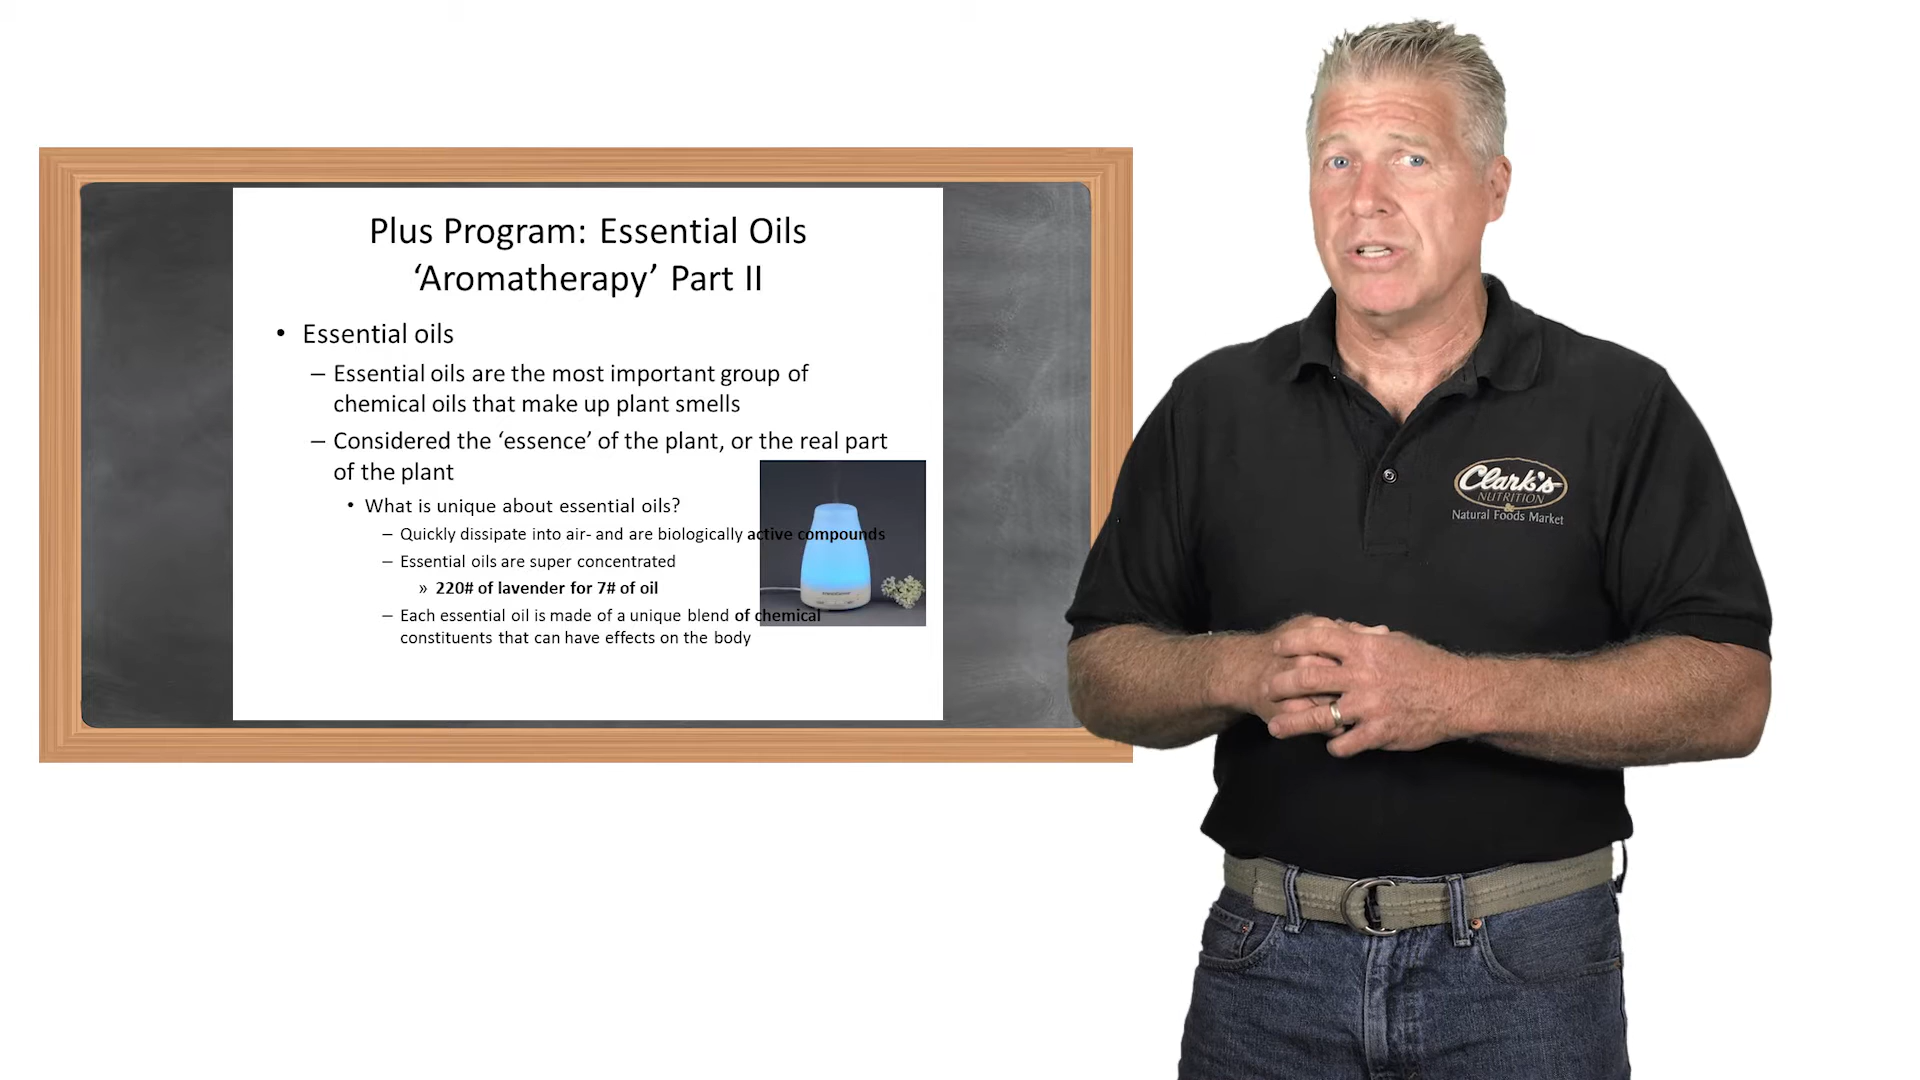 Plus Program: Essential Oils
‘Aromatherapy’ Part II
• Essential oils
– Essential oils are the most important group of
chemical oils that make up plant smells
– Considered the ‘essence’ of the plant, or the real part
of the plant
• What is unique about essential oils?
– Quickly dissipate into air- and are biologically active compounds
– Essential oils are super concentrated
» 220# of lavender for 7# of oil
– Each essential oil is made of a unique blend of chemical
constituents that can have effects on the body
Clark's
NUTRITION
&
Natural Foods Market